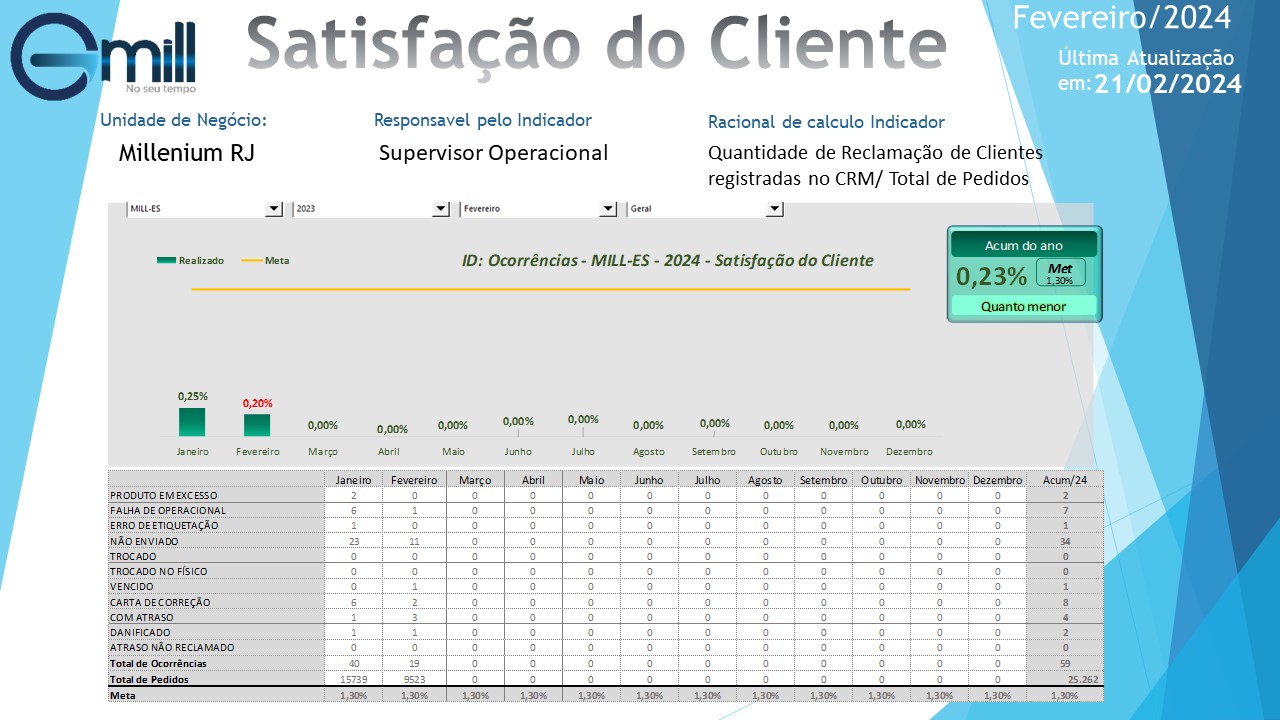 Gmill
No seu tempo
Satisfação do Cliente
Fevereiro/2024
Última Atualização
em:21/02/2024
Unidade de Negócio:
Responsavel pelo Indicador
Racional de calculo Indicador
Millenium RJ
Supervisor Operacional
Quantidade de Reclamação de Clientes
registradas no CRM/ Total de Pedidos
MILL-ES 2023 Fevereiro Geral
Realizado Meta
ID: Ocorrências - MILL-ES - 2024 - Satisfação do Cliente
Acum do ano
0,23% Met
1,30%
Quanto menor
0,25% 0,20% 0,00% 0,00% 0,00% 0,00% 0,00% 0,00% 0,00% 0,00% 0,00% 0,00%
Janeiro Fevereiro Março Abril Maio Junho Julho Agosto Setembro Outubro Novembro Dezembro
Janeiro Fevereiro Março Abril Maio Junho Julho Agosto Setembro Outubro Novembro Dezembro Acum/24
PRODUTO EM EXCESSO 2 0 0 0 0 0 0 0 0 0 0 0 2
FALHA DE OPERACIONAL 6 1 0 0 0 0 0 0 0 0 0 0 7
ERRO DE ETIQUETAÇÃO 1 0 0 0 0 0 0 0 0 0 0 0 1
NÃO ENVIADO 23 11 0 0 0 0 0 0 0 0 0 0 34
TROCADO 0 0 0 0 0 0 0 0 0 0 0 0 0
TROCADO NO FÍSICO 0 0 0 0 0 0 0 0 0 0 0 0 0
VENCIDO 0 1 0 0 0 0 0 0 0 0 0 0 1
CARTA DE CORREÇÃO 6 2 0 0 0 0 0 0 0 0 0 0 8
COM ATRASO 1 3 0 0 0 0 0 0 0 0 0 0 4
DANIFICADO 1 1 0 0 0 0 0 0 0 0 0 0 2
ATRASO NÃO RECLAMADO 0 0 0 0 0 0 0 0 0 0 0 0 0
Total de Ocorrências 40 19 0 0 0 0 0 0 0 0 0 0 59
Total de Pedidos 15739 9523 0 0 0 0 0 0 0 0 0 0 25.262
Meta 1,30% 1,30% 1,30% 1,30% 1,30% 1,30% 1,30% 1,30% 1,30% 1,30% 1,30% 1,30% 1,30%